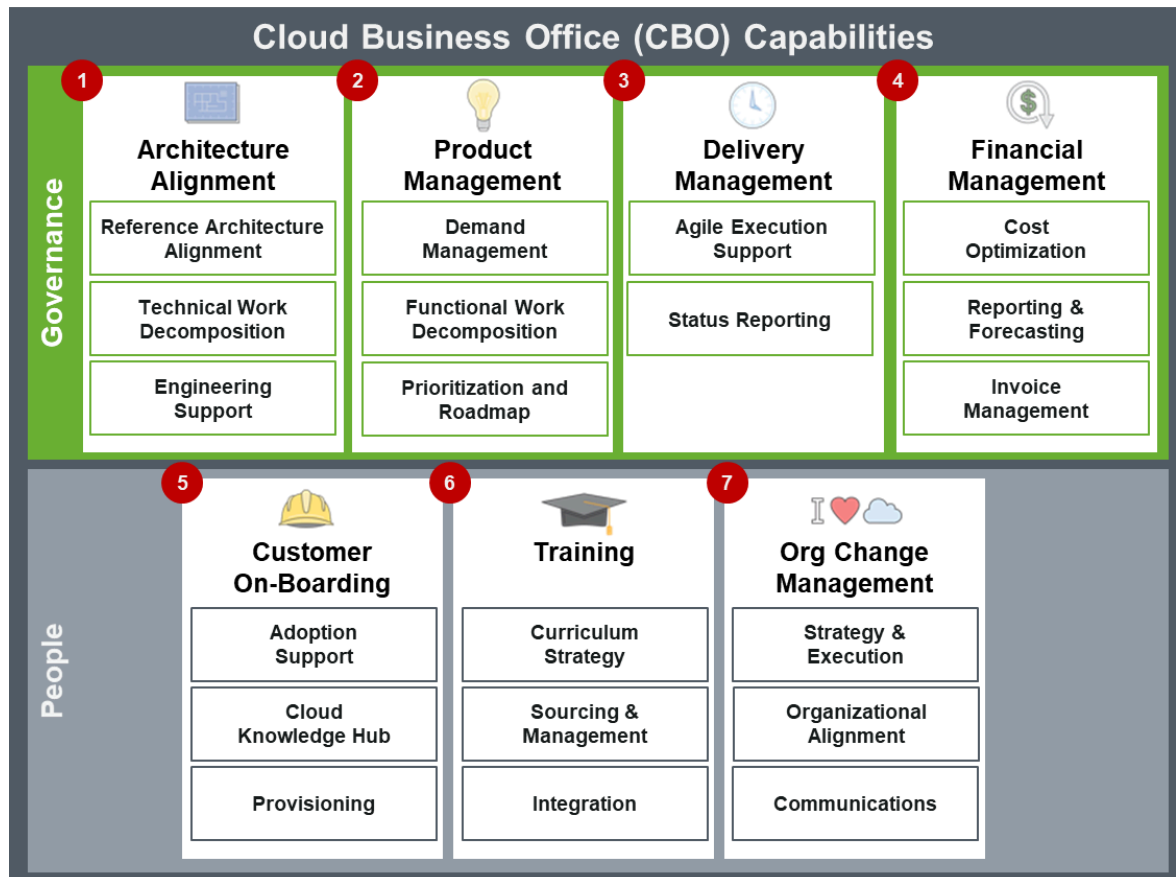 Cloud Business Office (CBO) Capabilities
Governance
1
Architecture
Alignment
Reference Architecture
Alignment
Technical Work
Decomposition
Engineering
Support
2
Product
Management
Demand
Management
Functional Work
Decomposition
Prioritization and
Roadmap
3
Delivery
Management
Agile Execution
Support
Status Reporting
4
$
Financial
Management
Cost
Optimization
Reporting &
Forecasting
Invoice
Management
People
5
Customer
On-Boarding
Adoption
Support
Cloud
Knowledge Hub
Provisioning
6
Training
Curriculum
Strategy
Sourcing &
Management
Integration
7
I
Org Change
Management
Strategy &
Execution
Organizational
Alignment
Communications